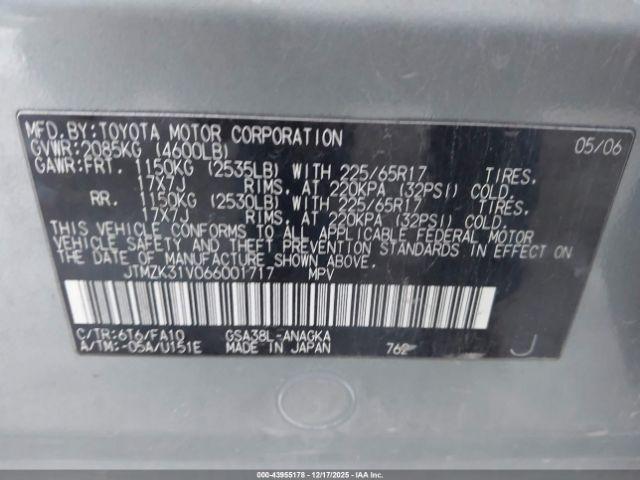 MFD.BY:TOYOTA MOTOR CORPORATION 05/06
GVWR:2085KG (4600LB)
GAWR:FRT. 1150KG (2535LB) WITH 225/65R17 TIRES,
17X7J RIMS, AT 220KPA (32PSI) COLD.
RR. 1150KG (2530LB) WITH 225/65R17 TIRES,
17X7J RIMS, AT 220KPA (32PSI) COLD.
THIS VEHICLE CONFORMS TO ALL APPLICABLE FEDERAL MOTOR
VEHICLE SAFETY AND THEFT PREVENTION STANDARDS IN EFFECT ON
THE DATE OF MANUFACTURE SHOWN ABOVE.
JTMZK31V066001717 MPV
C/TR:6T6/FA10 GSA38L-ANAGKA
A/TM:-05A/U151E MADE IN JAPAN 762 J
000-43955178 - 12/17/2025 - IAAI.COM